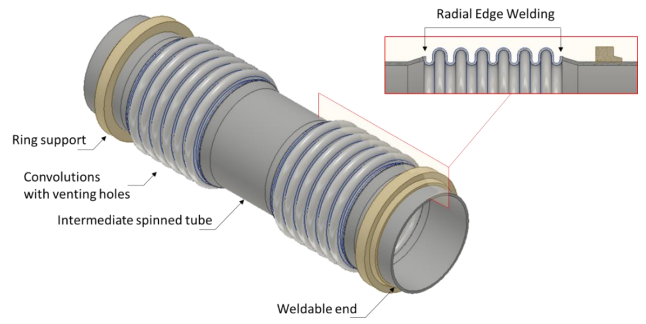 Radial Edge Welding
Ring support
Convolutions
with venting holes
Intermediate spinned tube
Weldable end